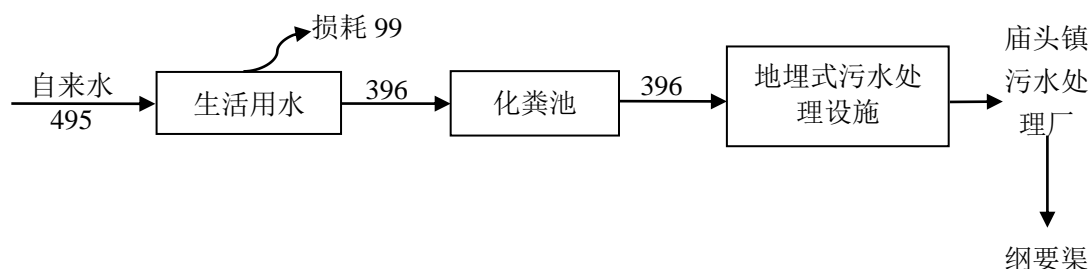 损耗 99
自来水
495
生活用水
396
化粪池
396
地埋式污水处
理设施
庙头镇
污水处
理厂
纲要渠